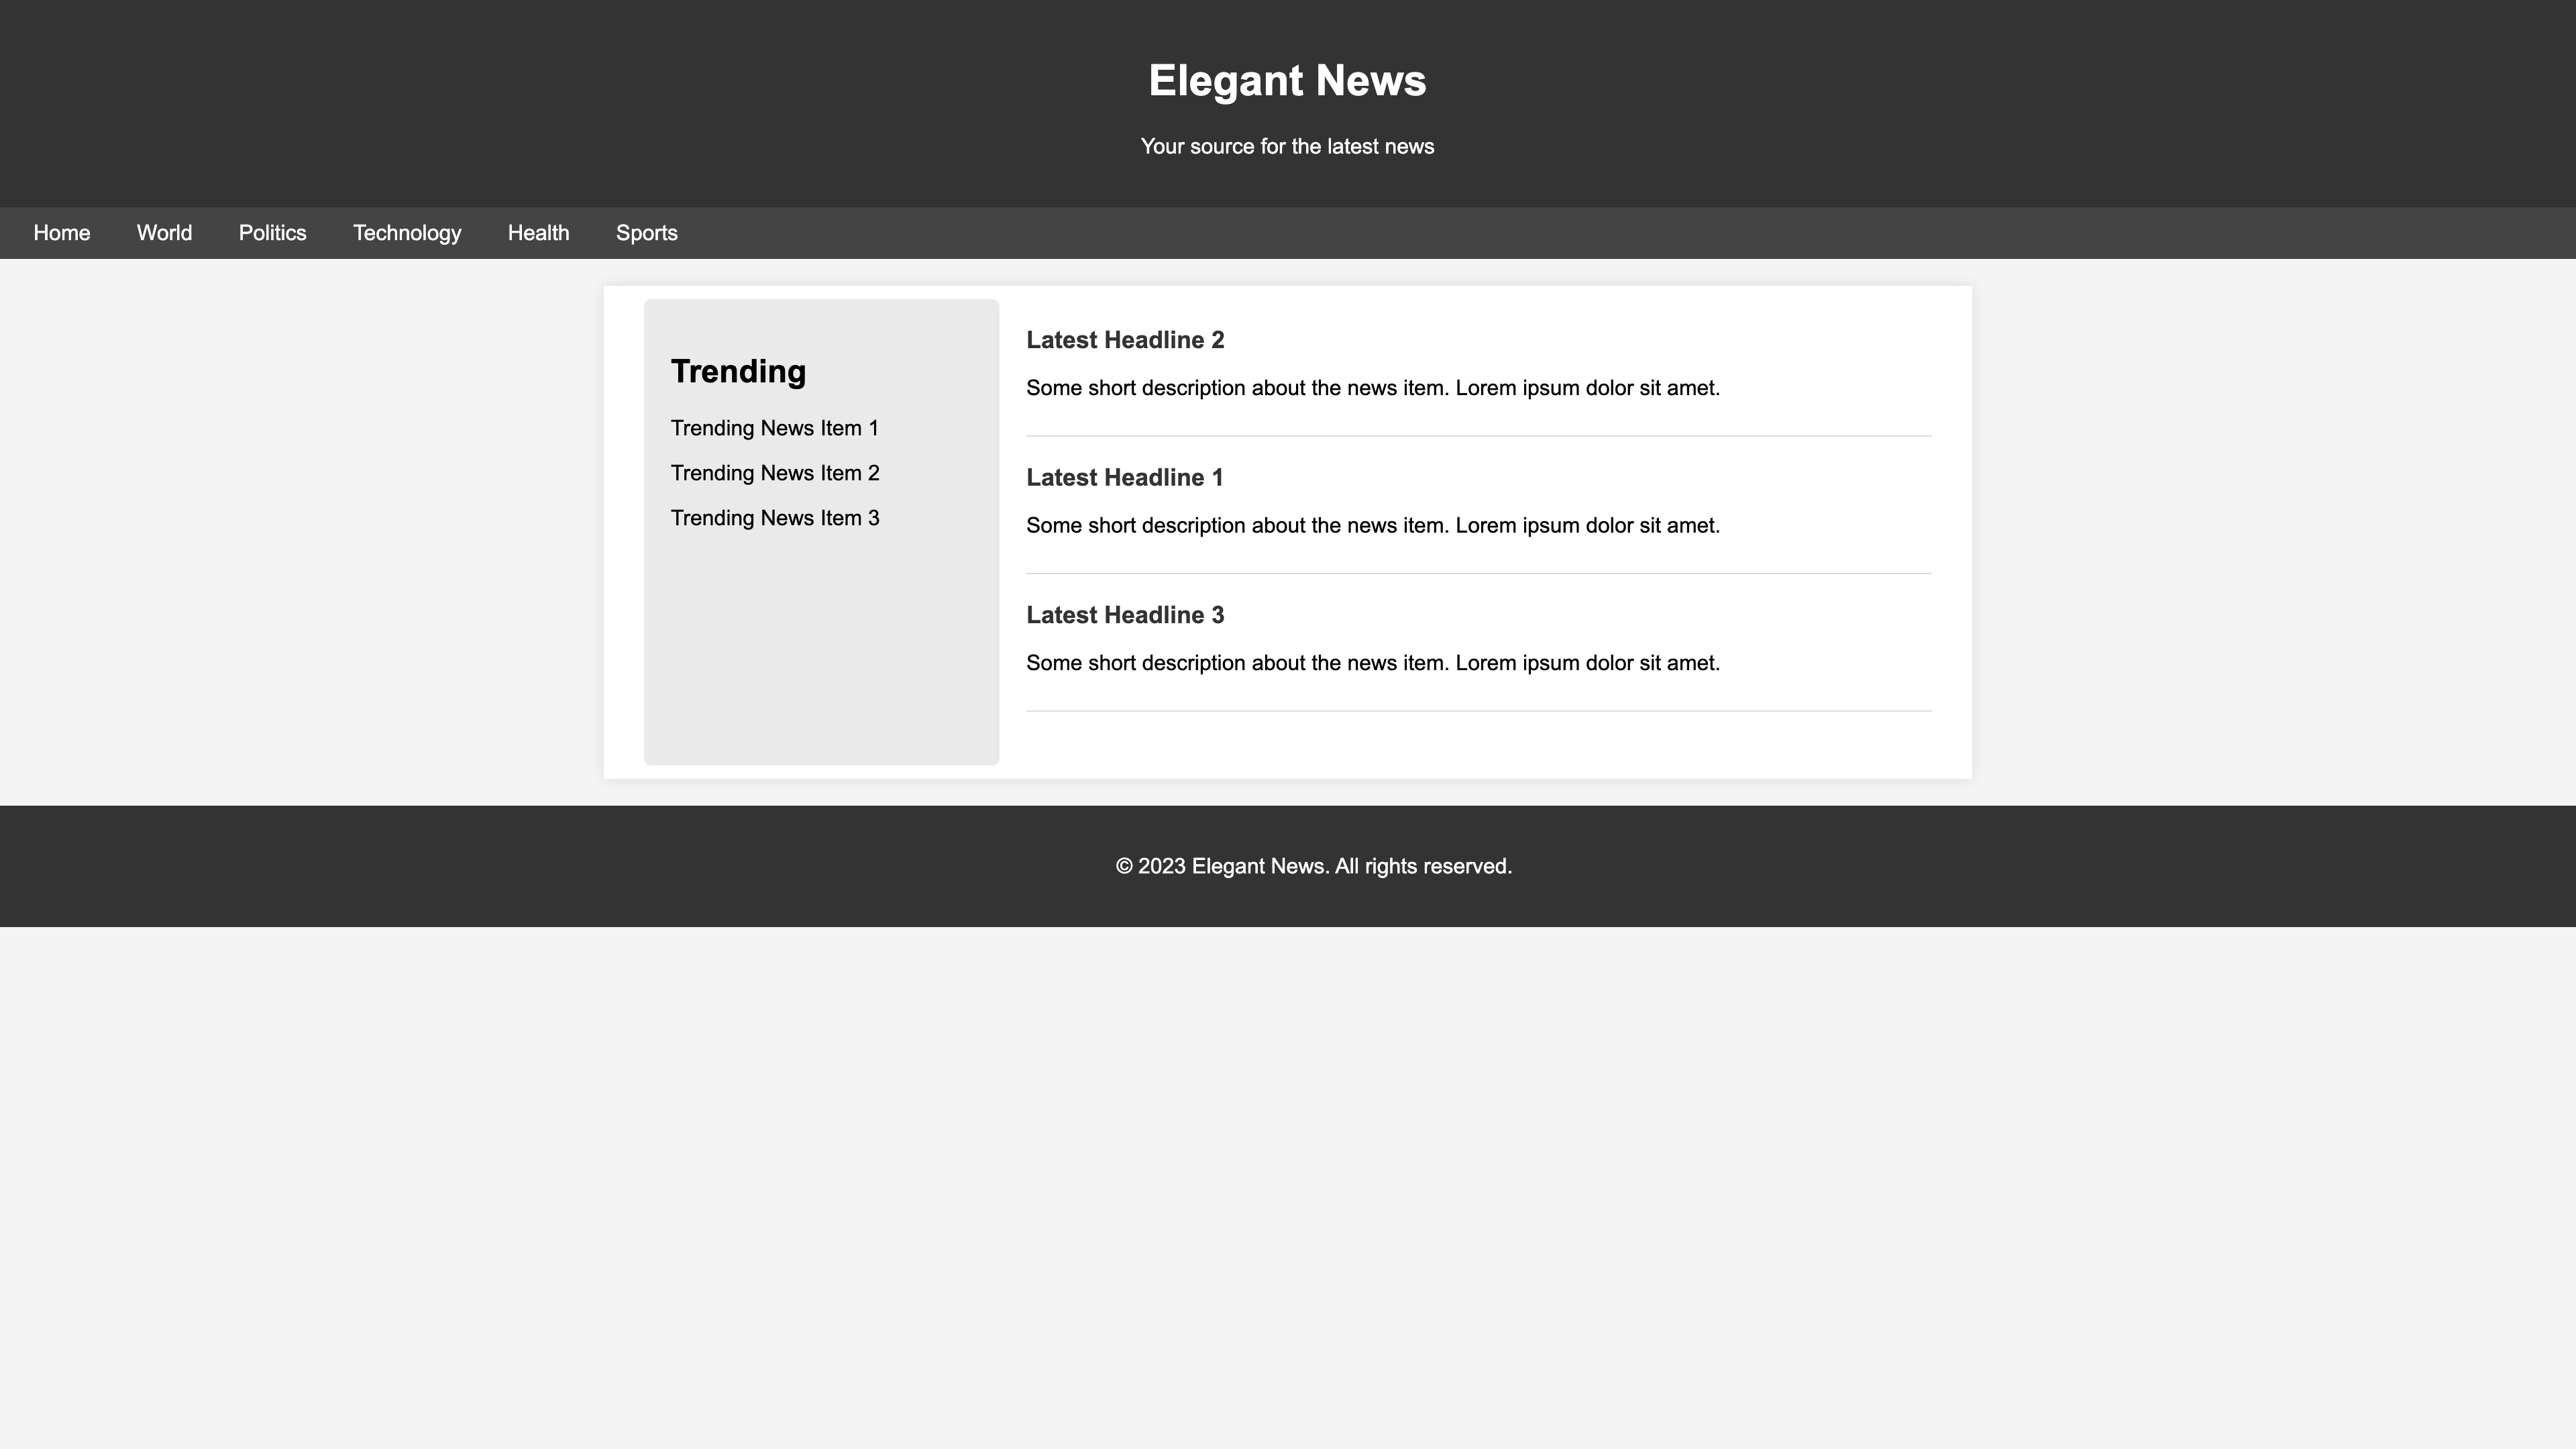 Elegant News
Your source for the latest news
Home World Politics Technology Health Sports
Trending
Trending News Item 1
Trending News Item 2
Trending News Item 3
Latest Headline 2
Some short description about the news item. Lorem ipsum dolor sit amet.
Latest Headline 1
Some short description about the news item. Lorem ipsum dolor sit amet.
Latest Headline 3
Some short description about the news item. Lorem ipsum dolor sit amet.
© 2023 Elegant News. All rights reserved.